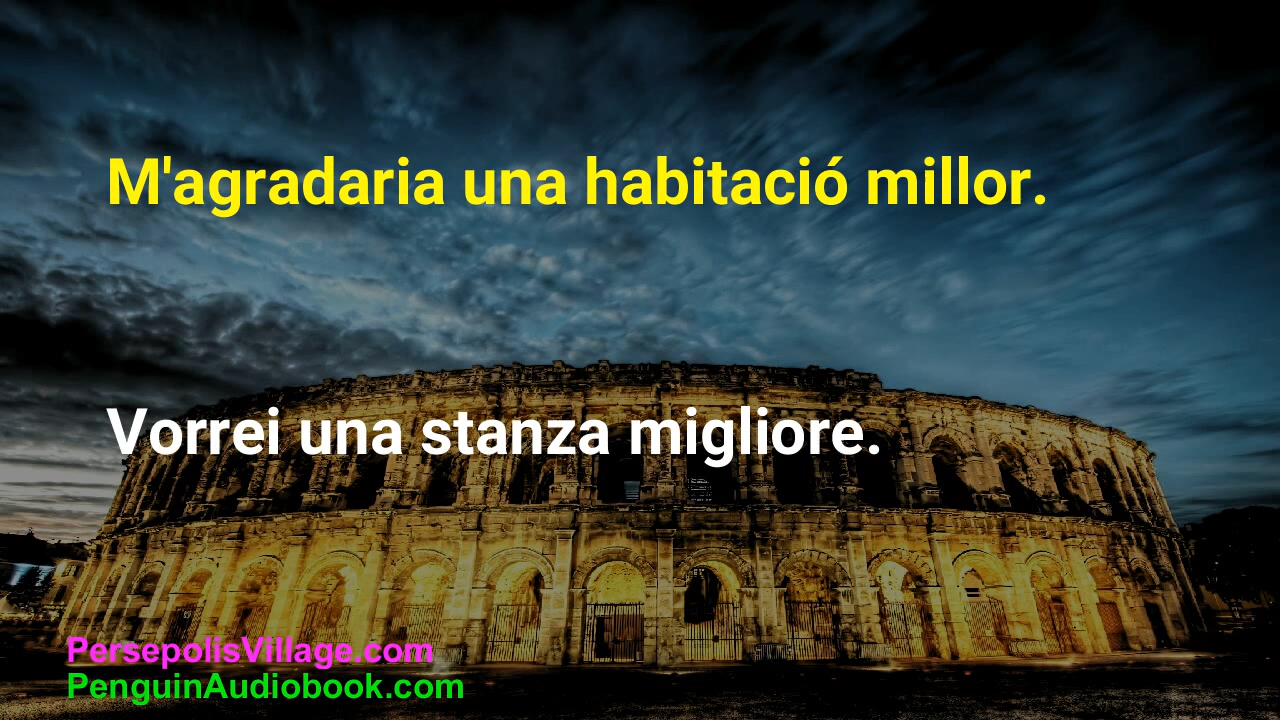 M'agradaria una habitació millor.
Vorrei una stanza migliore.
PersepolisVillage.com
PenguinAudiobook.com